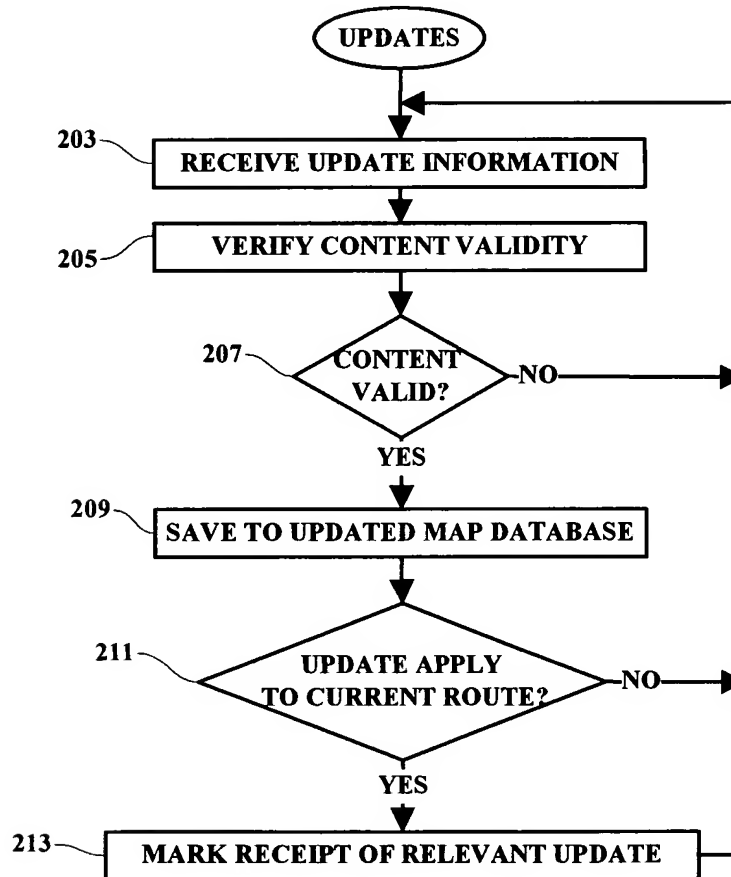 UPDATES
203
RECEIVE UPDATE INFORMATION
205
VERIFY CONTENT VALIDITY
207
CONTENT
VALID?
NO
YES
209
SAVE TO UPDATED MAP DATABASE
211
UPDATE APPLY
TO CURRENT ROUTE?
NO
YES
213
MARK RECEIPT OF RELEVANT UPDATE